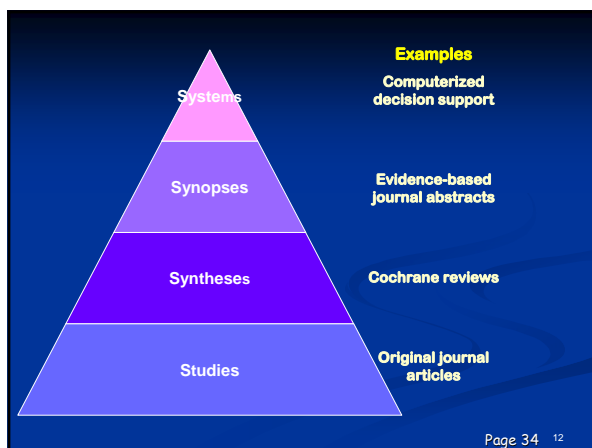 Examples
Systems
Computerized
decision support
Synopses
Evidence-based
journal abstracts
Syntheses
Cochrane reviews
Studies
Original journal
articles
Page 34 12